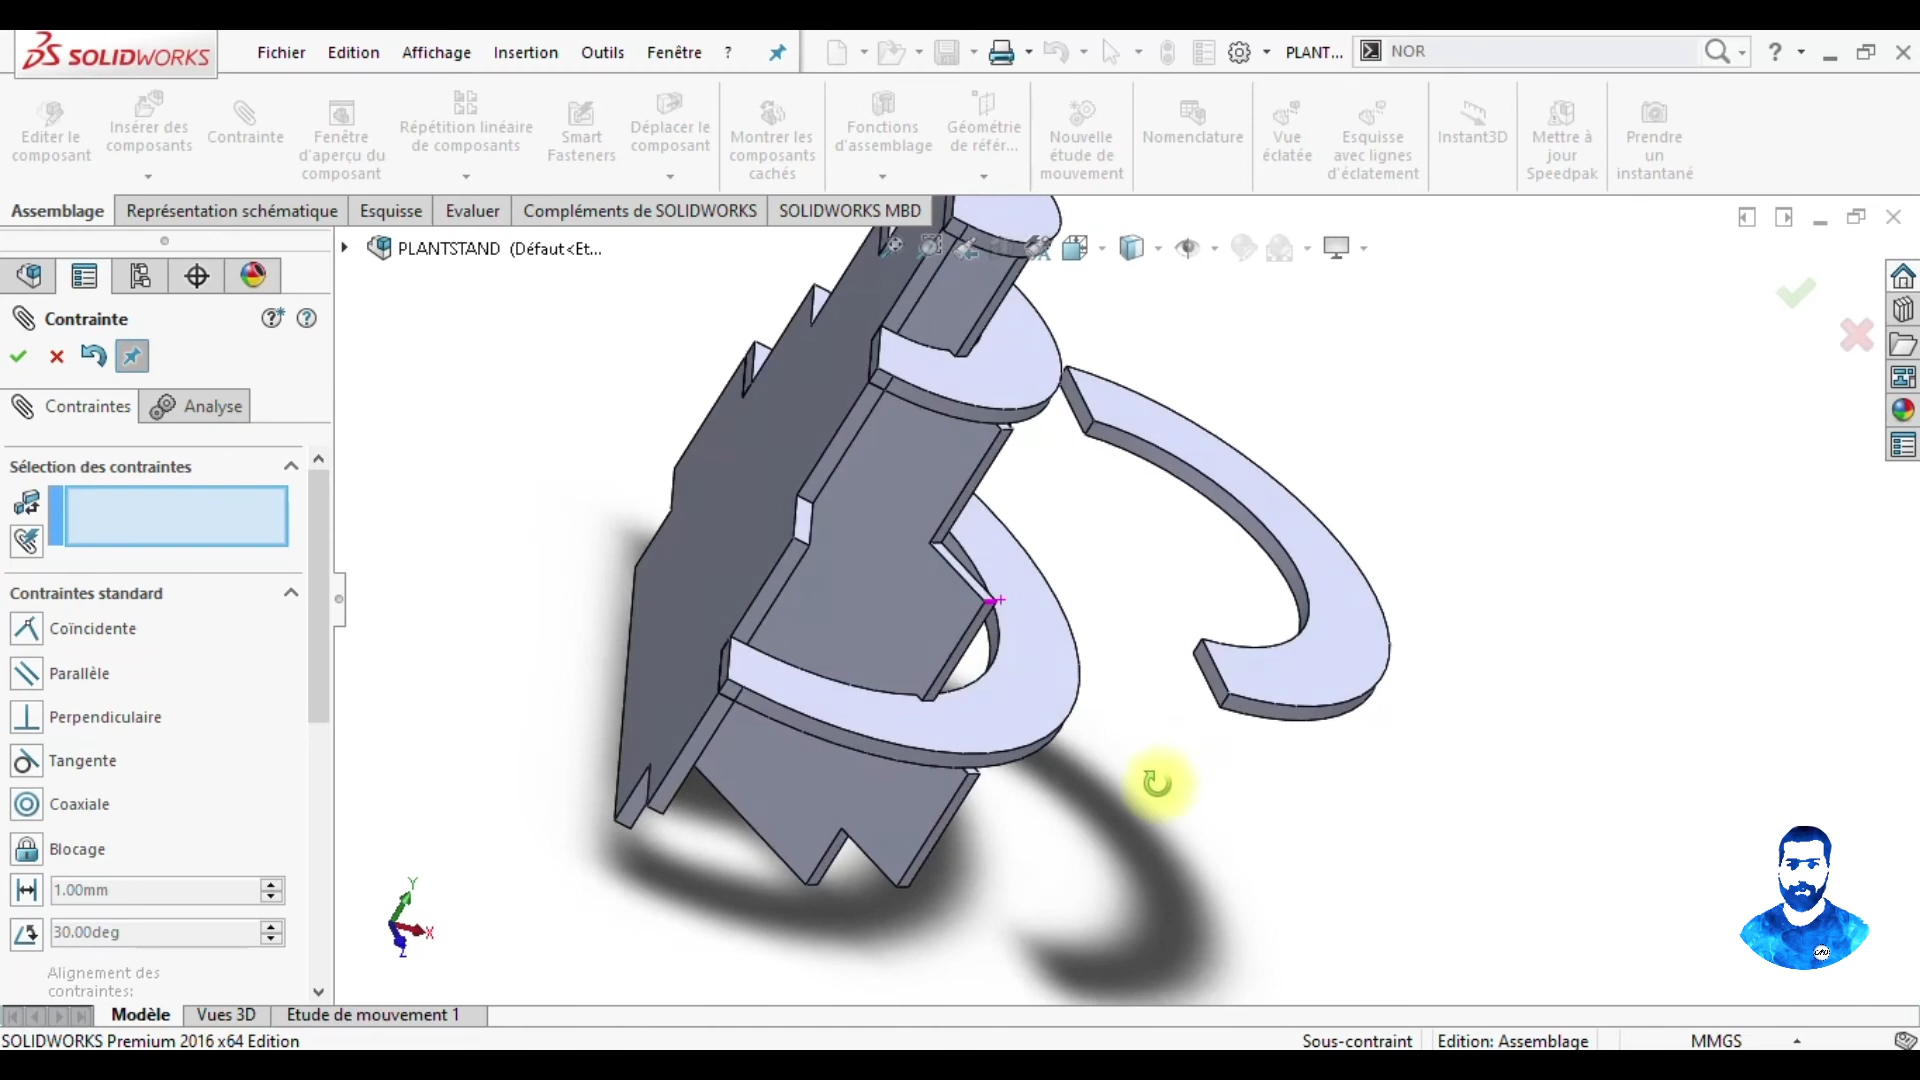 SOLIDWORKS
Fichier Edition Affichage Insertion Outils Fenêtre ? PLANT... NOR ?
Editer le composant
Insérer des composants
Contrainte
Fenêtre d'aperçu du composant
Répétition linéaire de composants
Smart Fasteners
Déplacer le composant
Montrer les composants cachés
Fonctions d'assemblage
Géométrie de référ...
Nouvelle étude de mouvement
Nomenclature
Vue éclatée
Esquisse avec lignes d'éclatement
Instant3D
Mettre à jour Speedpak
Prendre un instantané
Assemblage Représentation schématique Esquisse Evaluer Compléments de SOLIDWORKS SOLIDWORKS MBD
PLANTSTAND (Défaut<Et...
Contrainte
Contraintes Analyse
Sélection des contraintes
Contraintes standard
Coïncidente
Parallèle
Perpendiculaire
Tangente
Coaxiale
Blocage
1.00mm
30.00deg
Alignement des
contraintes:
Y
X
Z
Modèle Vues 3D Etude de mouvement 1
SOLIDWORKS Premium 2016 x64 Edition Sous-contraint Edition: Assemblage MMGS